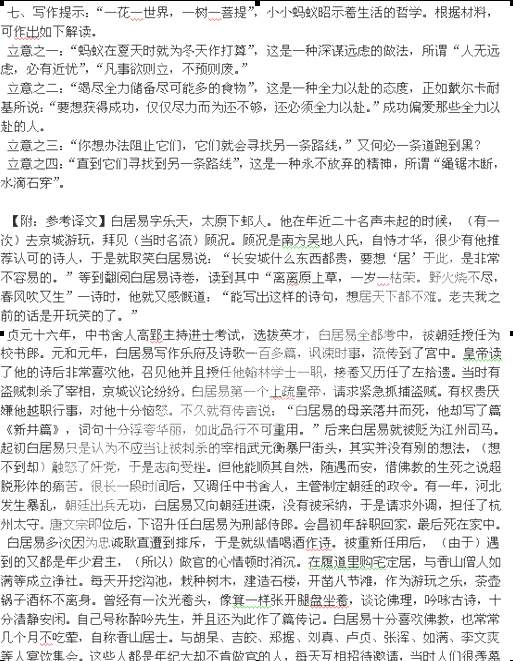 七、写作提示：“一花一世界，一树一菩提”，小小蚂蚁昭示着生活的哲学。根据材料，
可作出如下解读。
立意之一：“蚂蚁在夏天时就为冬天作打算”，这是一种深谋远虑的做法，所谓“人无远
虑，必有近忧”，“凡事欲则立，不预则废。”
立意之二：“竭尽全力储备尽可能多的食物”，这是一种全力以赴的态度，正如戴尔卡耐
基所说：“要想获得成功，仅仅尽力而为还不够，还必须全力以赴。”成功偏爱那些全力以
赴的人。
立意之三：“你想办法阻止它们，它们就会寻找另一条路线，”又何必一条道跑到黑？
立意之四：“直到它们寻找到另一条路线”，这是一种永不放弃的精神，所谓“绳锯木断，
水滴石穿”。
【附：参考译文】白居易字乐天，太原下邽人。他在年近二十名声未起的时候，（有一
次）去京城游玩，拜见（当时名流）顾况。顾况是南方吴地人氏，自恃才华，很少有他推
荐认可的诗人，于是就取笑白居易说：“长安城什么东西都贵，要想‘居’于此，是非常
不容易的。”等到翻阅白居易诗卷，读到其中“离离原上草，一岁一枯荣。野火烧不尽，
春风吹又生”一诗时，他就又感慨道：“能写出这样的诗句，想居天下都不难。老夫我之
前的话是开玩笑的了。”
贞元十六年，中书舍人高郢主持进士考试，选拔英才，白居易全都考中，被朝廷授任为
校书郎。元和元年，白居易写作乐府及诗歌一百多篇，讽谏时事，流传到了宫中。皇帝读
了他的诗后非常喜欢他，召见他并且授任他翰林学士一职，接着又历任了左拾遗。当时有
盗贼刺杀了宰相，京城议论纷纷。白居易第一个上疏皇帝，请求紧急抓捕盗贼。有权贵厌
嫌他越职行事，对他十分恼怒。不久就有传言说：“白居易的母亲落井而死，他却写了篇
《新井篇》，词句十分浮夸华丽，如此品行不可重用。”后来白居易就被贬为江州司马。
起初白居易只是认为不应当让被刺杀的宰相武元衡暴尸街头，其实并没有别的想法，（想
不到却）触怒了奸党，于是志向受挫。但他能顺其自然，随遇而安，借佛教的生死之说超
脱形体的痛苦。很长一段时间后，又调任中书舍人，主管制定朝廷的政令。有一年，河北
发生暴乱，朝廷出兵无功，白居易又向朝廷进谏，没有被采纳，于是请求外调，担任了杭
州太守。唐文宗即位后，下诏升任白居易为刑部侍郎。会昌初年辞职回家，最后死在家中。
白居易多次因为忠诚耿直遭到排斥，于是就纵情喝酒作诗。被重新任用后，（由于）遇
到的又都是年少君主，（所以）做官的心情顿时消沉。在履道里购宅定居，与香山僧人如
满等成立净社。每天开挖沟池，栽种树木，建造石楼，开凿八节滩，作为游玩之乐，茶壶
锅子酒杯不离身。曾经有一次光着头，像箕一样张开腿盘坐着，谈论佛理，吟咏古诗，十
分清静安闲。自己号称醉吟先生，并且还为此作了篇传记。白居易十分喜欢佛教，也常常
几个月不吃荤，自称香山居士。与胡杲、吉皎、郑据、刘真、卢贞、张浑、如满、李文爽
等人宴饮集会。这些人都是年纪大却不肯做官的人，每天互相招待邀请，当时人们很羡慕